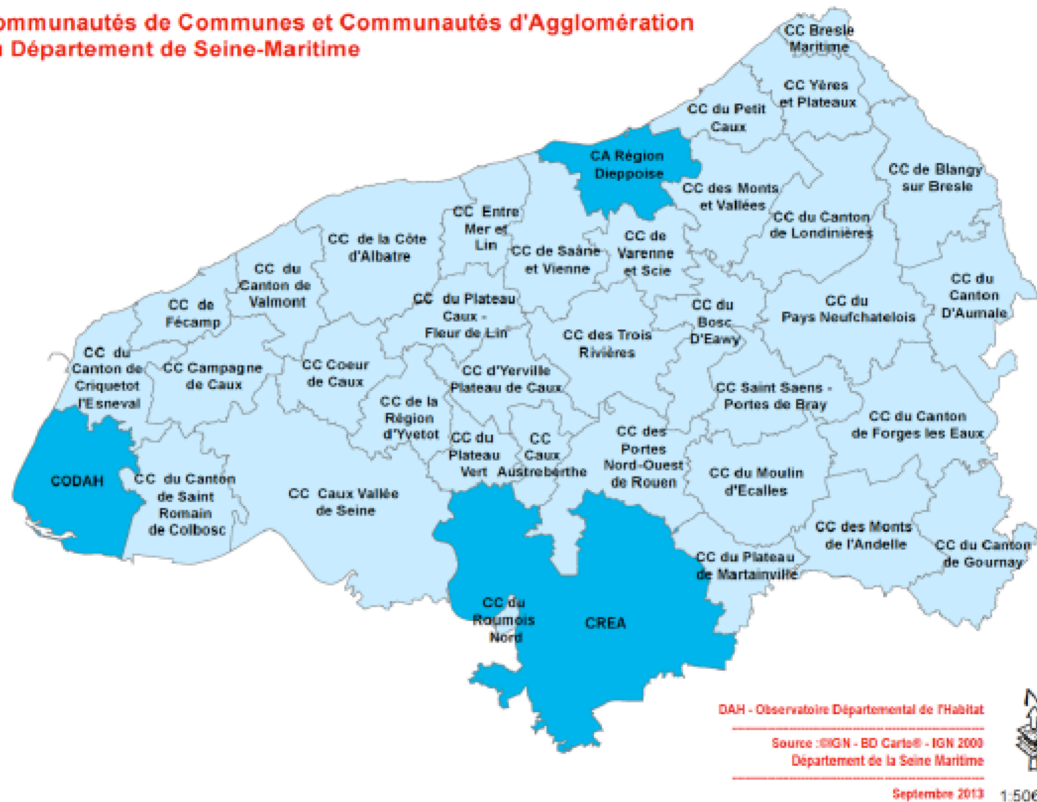 ommunautés de Communes et Communautés d'Agglomération
Département de Seine-Maritime
CC Bresle
Maritime
CC Yères
et Plateaux
CC du Petit
Caux
CA Région
Dieppoise
CC de Blangy
sur Bresle
CC des Monts
et Vallées
CC du Canton
de Londinières
CC Entre
Mer et
Lin
CC de la Côte
d'Albatre
CC de Saâne
et Vienne
CC de
Varenne
et Scie
CC du
Canton de
Valmont
CC du
Canton
D'Aumale
CC de
Fécamp
CC du Plateau
Caux -
Fleur de Lin
CC du
Bosc
D'Eawy
CC du
Pays Neufchatelois
CC des Trois
Rivières
CC du
Canton de
Criquetot
l'Esneval
CC Campagne
de Caux
CC Coeur
de Caux
CC d'Yerville
Plateau de Caux
CC Saint Saens -
Portes de Bray
CC de la
Région
d'Yvetot
CC du Canton
de Forges les Eaux
CC du
Plateau
Vert
CC
Caux
Austreberthe
CC des
Portes
Nord-Ouest
de Rouen
CODAH
CC du Canton
de Saint
Romain
de Colbosc
CC Caux Vallée
de Seine
CC du Moulin
d'Ecalles
CC des Monts
de l'Andelle
CC du Canton
de Gournay
CC du Plateau
de Martainville
CC du
Roumois
Nord
CREA
DAH - Observatoire Départemental de l'Habitat
Source :©IGN - BD Carto® - IGN 2000
Département de la Seine Maritime
Septembre 2013
1:506